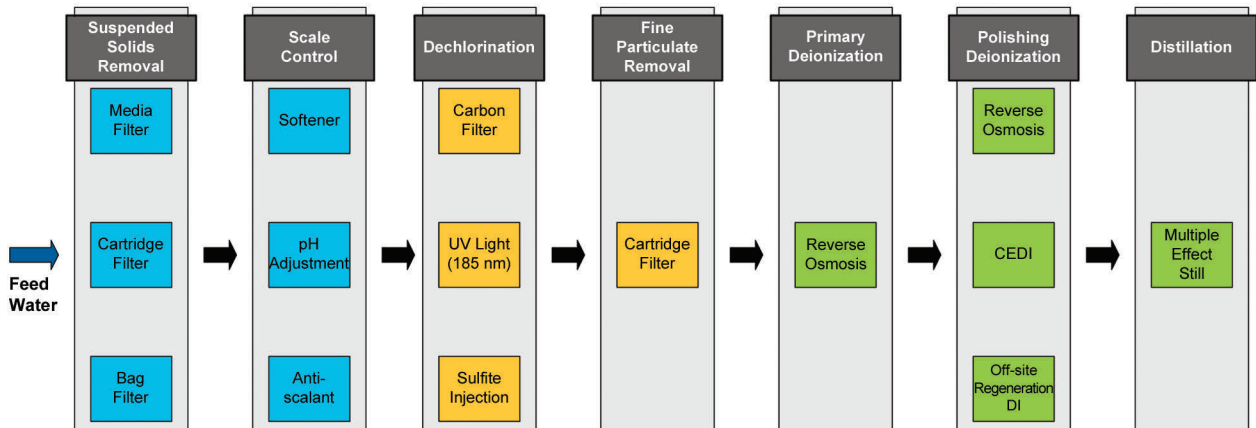 Suspended
Solids
Removal
Media
Filter
Cartridge
Filter
Bag
Filter
Scale
Control
Softener
pH
Adjustment
Anti-
scalant
Dechlorination
Carbon
Filter
UV Light
(185 nm)
Sulfite
Injection
Fine
Particulate
Removal
Cartridge
Filter
Primary
Deionization
Reverse
Osmosis
Polishing
Deionization
Reverse
Osmosis
CEDI
Off-site
Regeneration
DI
Distillation
Multiple
Effect
Still
Feed
Water